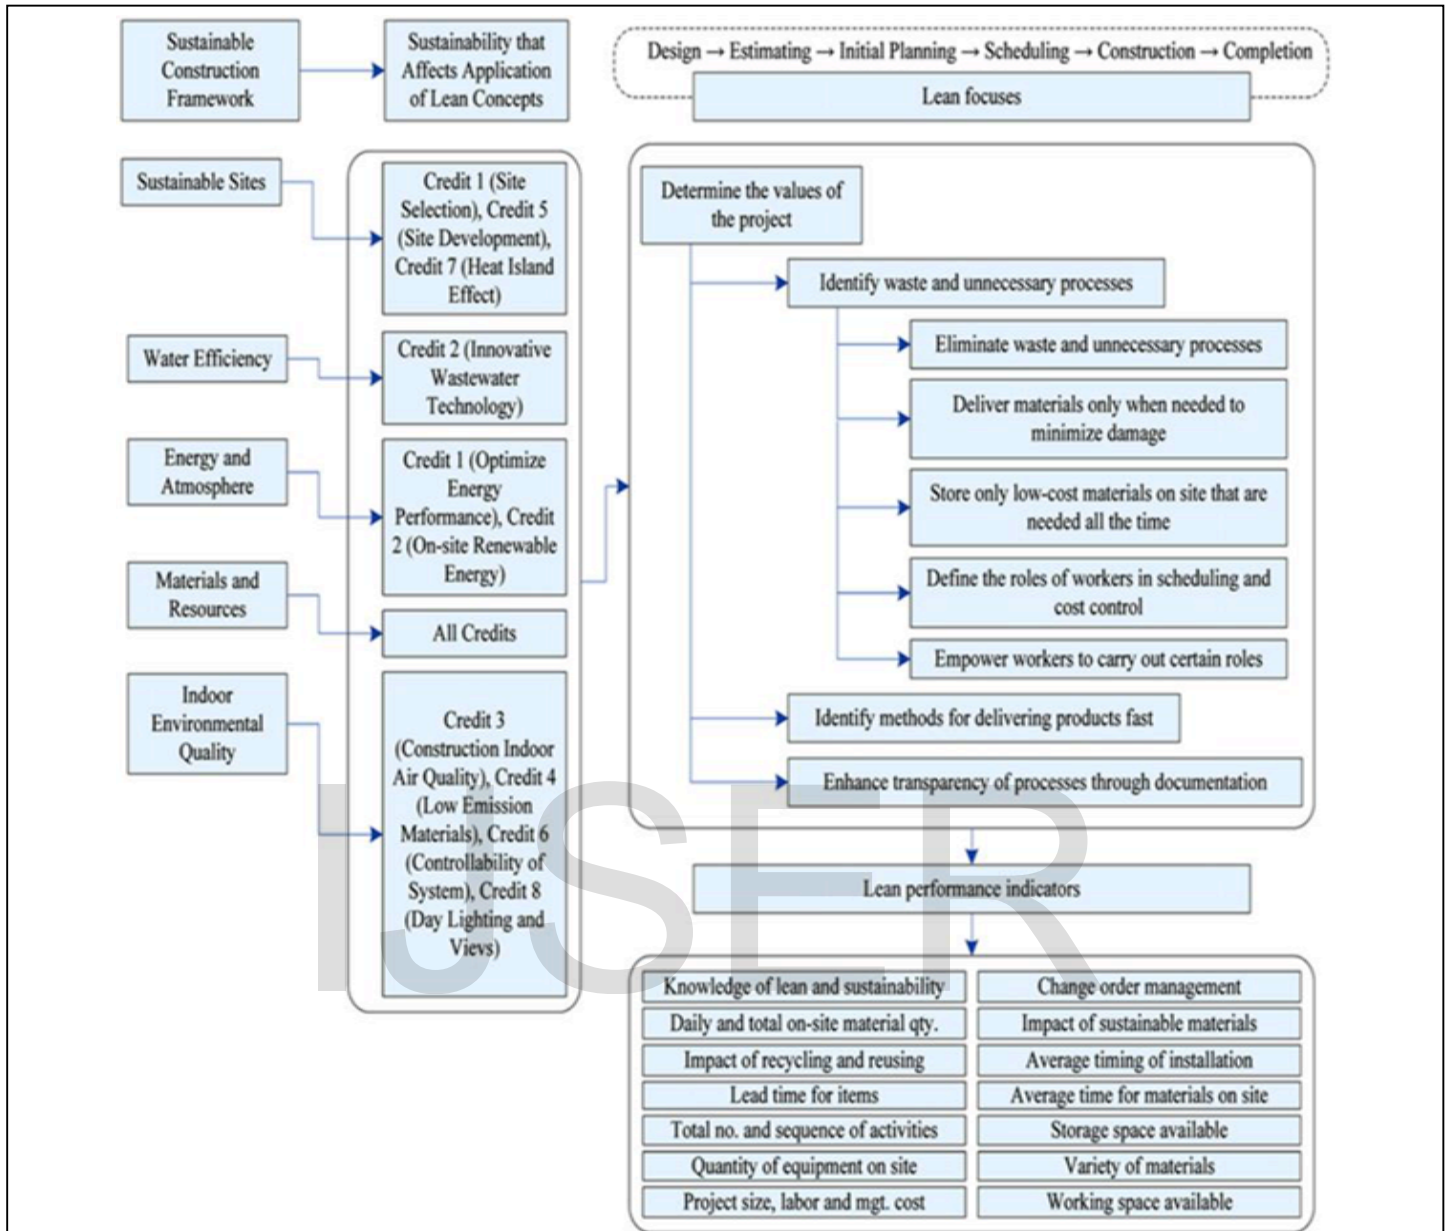 Sustainable
Construction
Framework
Sustainability that
Affects Application
of Lean Concepts
Design → Estimating → Initial Planning → Scheduling → Construction → Completion
Lean focuses
Sustainable Sites
Credit 1 (Site
Selection), Credit 5
(Site Development),
Credit 7 (Heat Island
Effect)
Water Efficiency
Credit 2 (Innovative
Wastewater
Technology)
Energy and
Atmosphere
Credit 1 (Optimize
Energy
Performance), Credit
2 (On-site Renewable
Energy)
Materials and
Resources
All Credits
Indoor
Environmental
Quality
Credit 3
(Construction Indoor
Air Quality), Credit 4
(Low Emission
Materials), Credit 6
(Controllability of
System), Credit 8
(Day Lighting and
Vievs)
Determine the values of
the project
Identify waste and unnecessary processes
Eliminate waste and unnecessary processes
Deliver materials only when needed to
minimize damage
Store only low-cost materials on site that are
needed all the time
Define the roles of workers in scheduling and
cost control
Empower workers to carry out certain roles
Identify methods for delivering products fast
Enhance transparency of processes through documentation
Lean performance indicators
Knowledge of lean and sustainability
Change order management
Daily and total on-site material qty.
Impact of sustainable materials
Impact of recycling and reusing
Average timing of installation
Lead time for items
Average time for materials on site
Total no. and sequence of activities
Storage space available
Quantity of equipment on site
Variety of materials
Project size, labor and mgt. cost
Working space available
IJSER